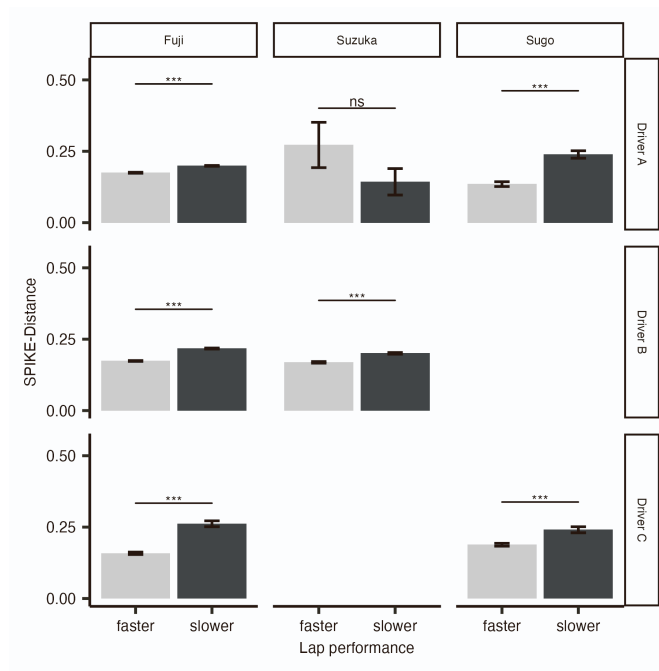 Fuji Suzuka Sugo
0.50 *** ns *** Driver A
0.25
0.00
0.50 *** *** Driver B
0.25
0.00
0.50 *** *** Driver C
0.25
0.00
SPIKE-Distance
faster slower faster slower faster slower
Lap performance